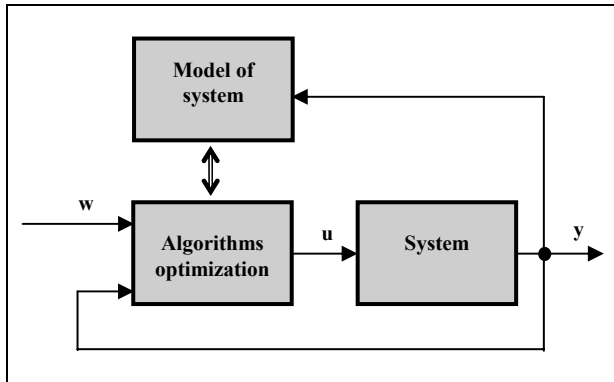 Model of
system
w
Algorithms
optimization
u
System
y